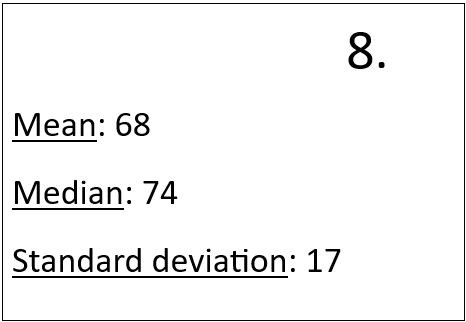 8.
Mean: 68
Median: 74
Standard deviation: 17